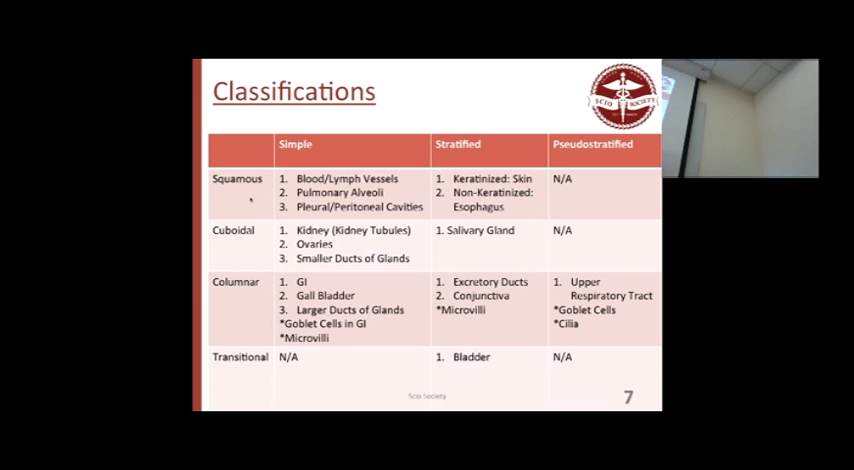 Classifications
SCIO SOCIETY
Simple Stratified Pseudostratified
Squamous
1. Blood/Lymph Vessels
2. Pulmonary Alveoli
3. Pleural/Peritoneal Cavities
1. Keratinized: Skin
2. Non-Keratinized:
Esophagus
N/A
Cuboidal
1. Kidney (Kidney Tubules)
2. Ovaries
3. Smaller Ducts of Glands
1. Salivary Gland
N/A
Columnar
1. GI
2. Gall Bladder
3. Larger Ducts of Glands
*Goblet Cells in GI
*Microvilli
1. Excretory Ducts
2. Conjunctiva
*Microvilli
1. Upper
Respiratory Tract
*Goblet Cells
*Cilia
Transitional
N/A
1. Bladder
N/A
Scio Society
7